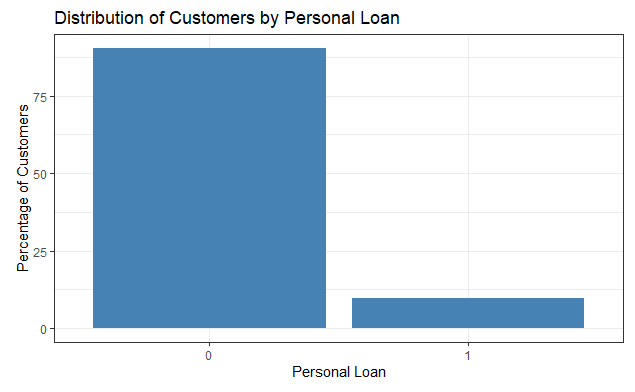 Distribution of Customers by Personal Loan
Percentage of Customers
75
50
25
0
0 1
Personal Loan